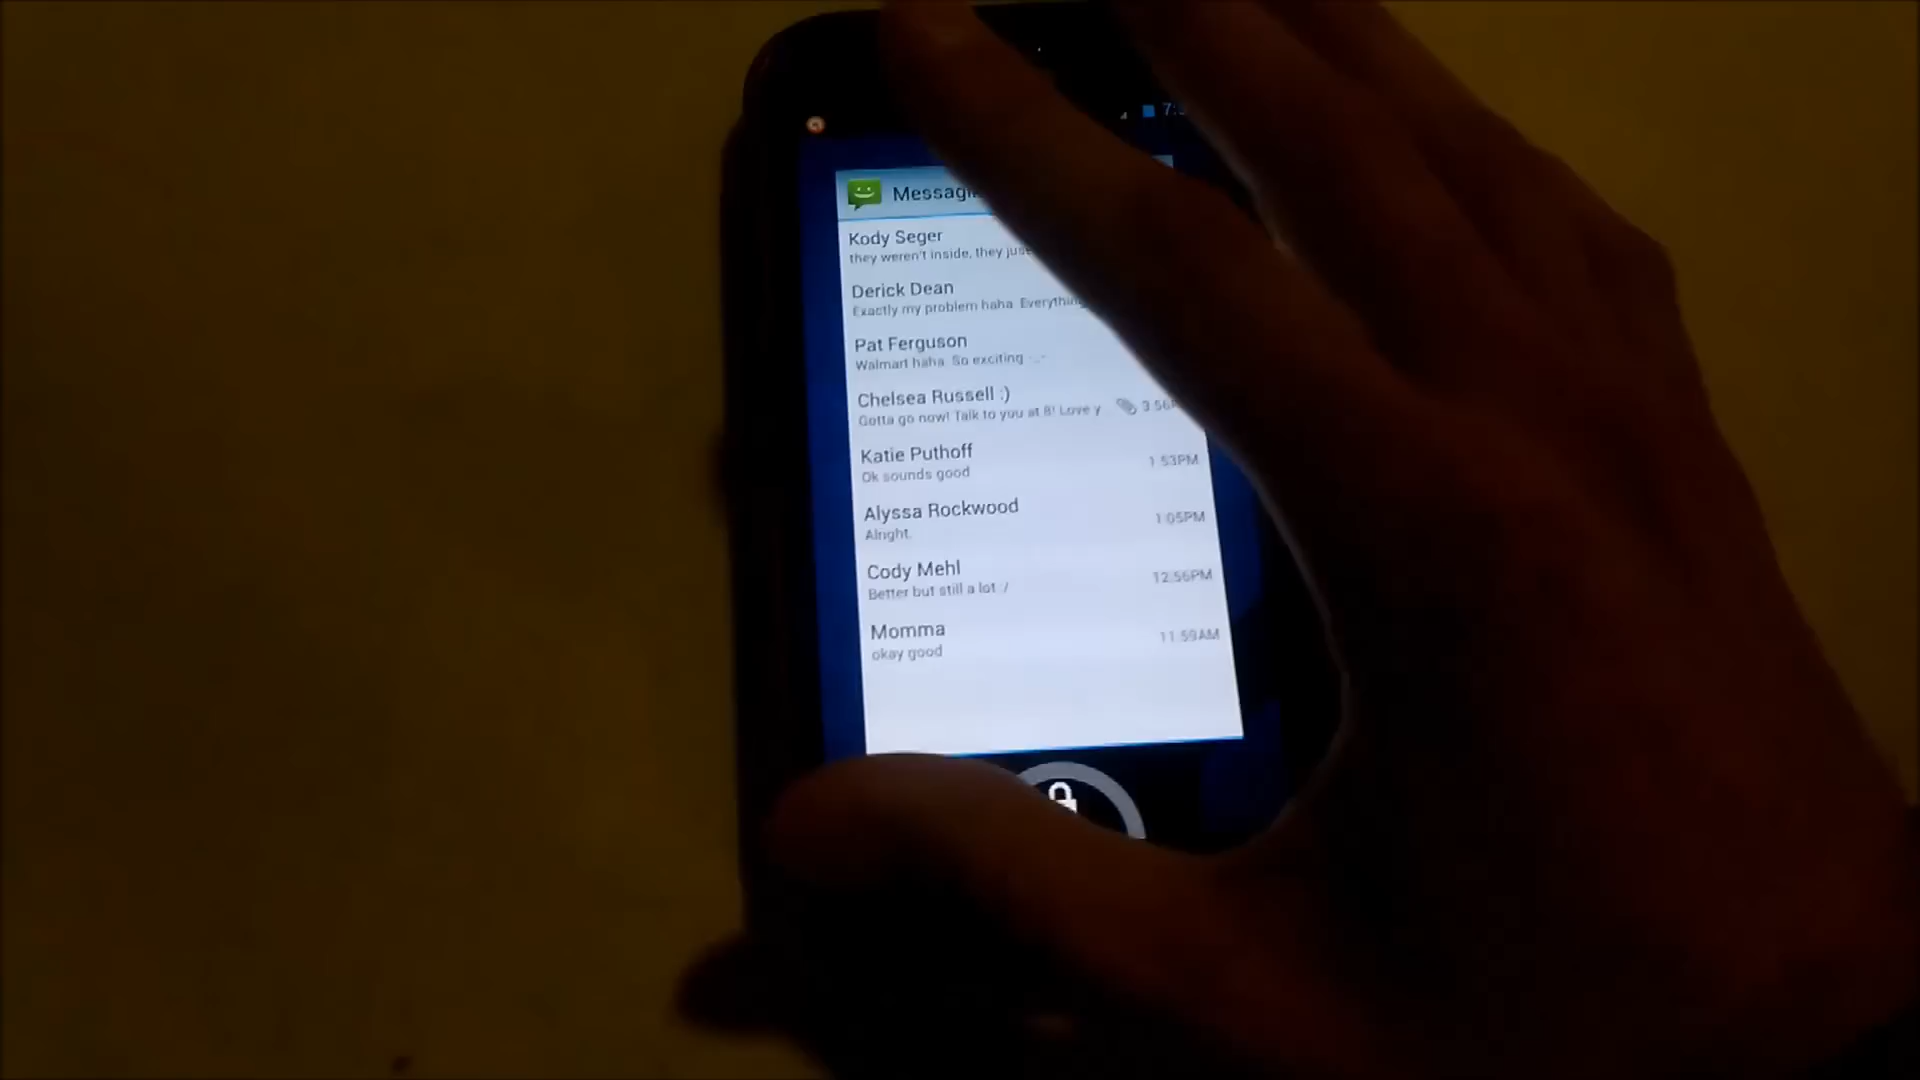 7:
Messagi
Kody Seger
they weren't inside, they just
Derick Dean
Exactly my problem haha. Everything
Pat Ferguson
Walmart haha. So exciting -_-
Chelsea Russell :)
Gotta go now! Talk to you at 8! Love y 3:56
Katie Puthoff
Ok sounds good 1:53PM
Alyssa Rockwood
Alright. 1:05PM
Cody Mehl
Better but still a lot :/ 12:56PM
Momma
okay good 11:59AM